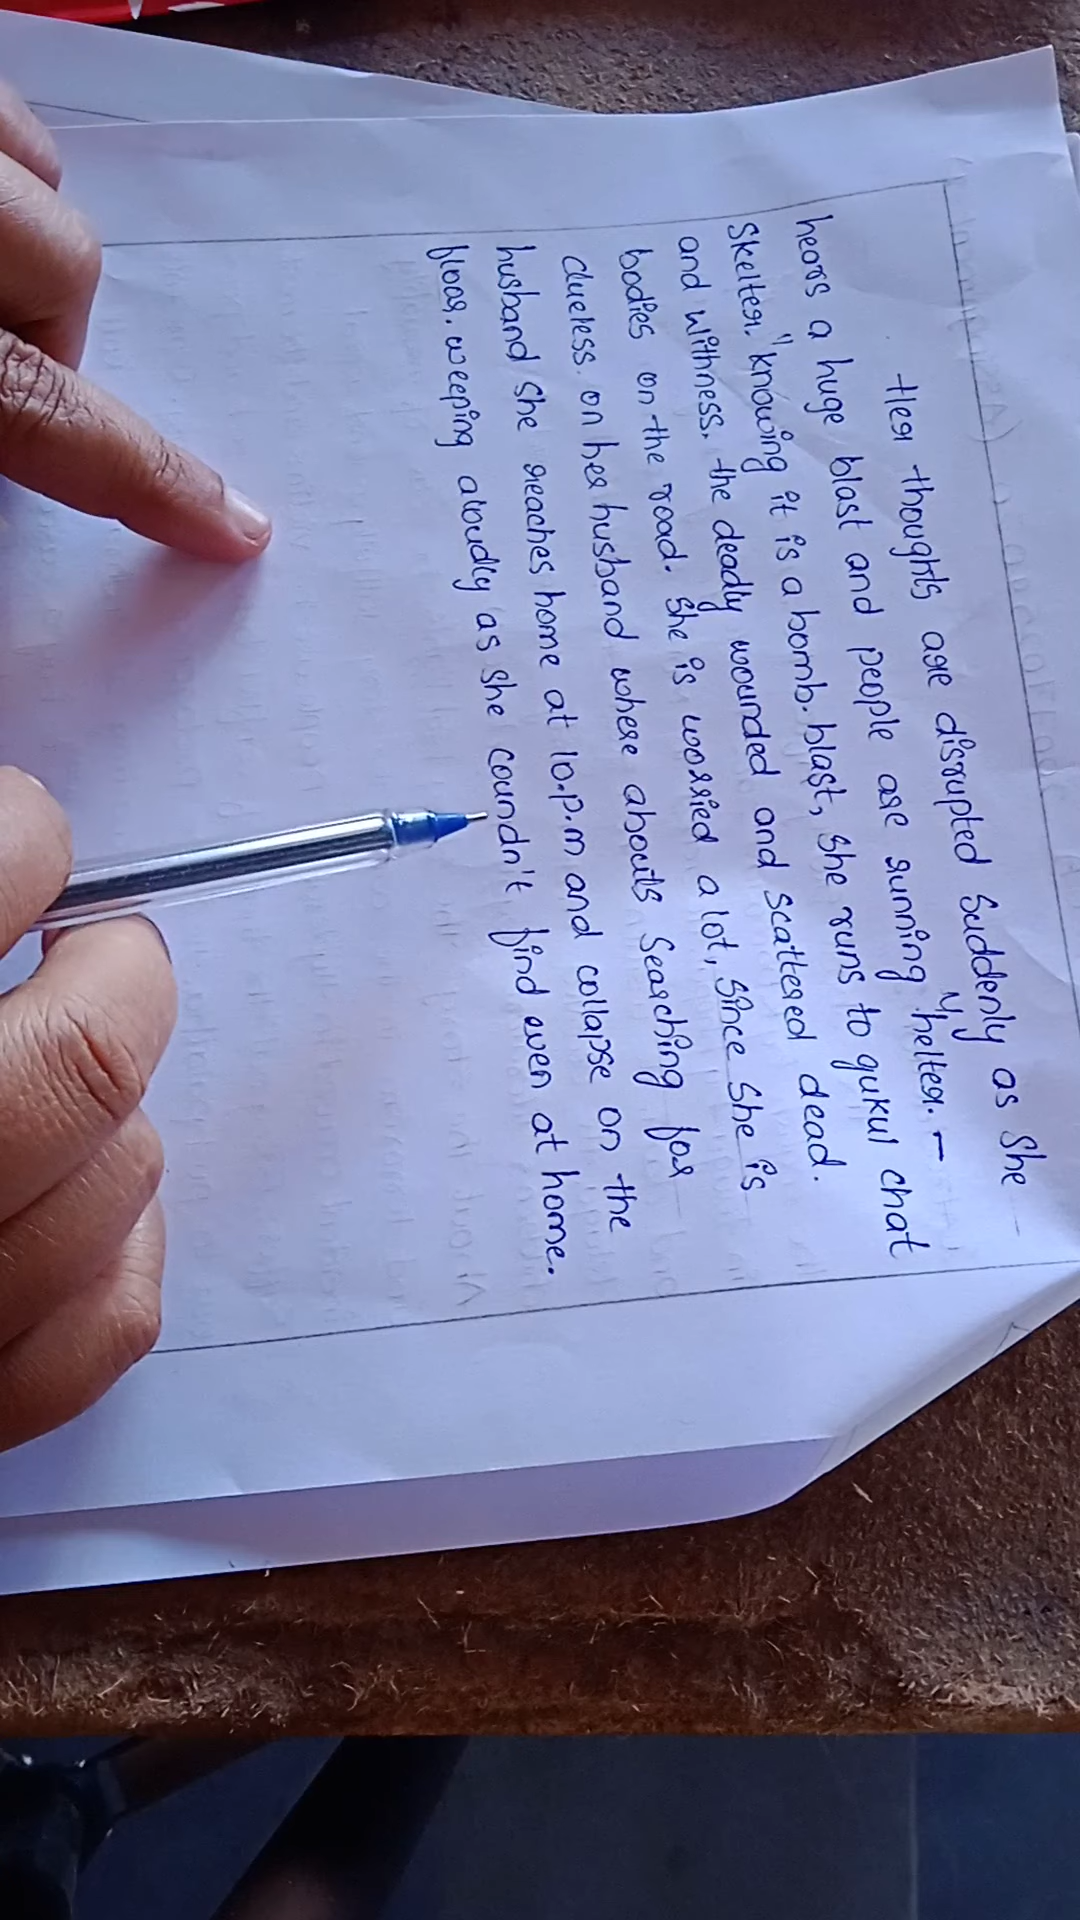 Her thoughts are disrupted suddenly as she
hears a huge blast and people are running "helter. -
skelter." knowing it is a bomb.blast, she runs to gukul chat
and withness. the deadly wounded and scattered dead.
bodies on the road. she is worried a lot, since she is
clueless. on her husband where abouts searching for
husband she reaches home at 10.p.m and collapse on the
floor. weeping aloudly as she coundn't find even at home.